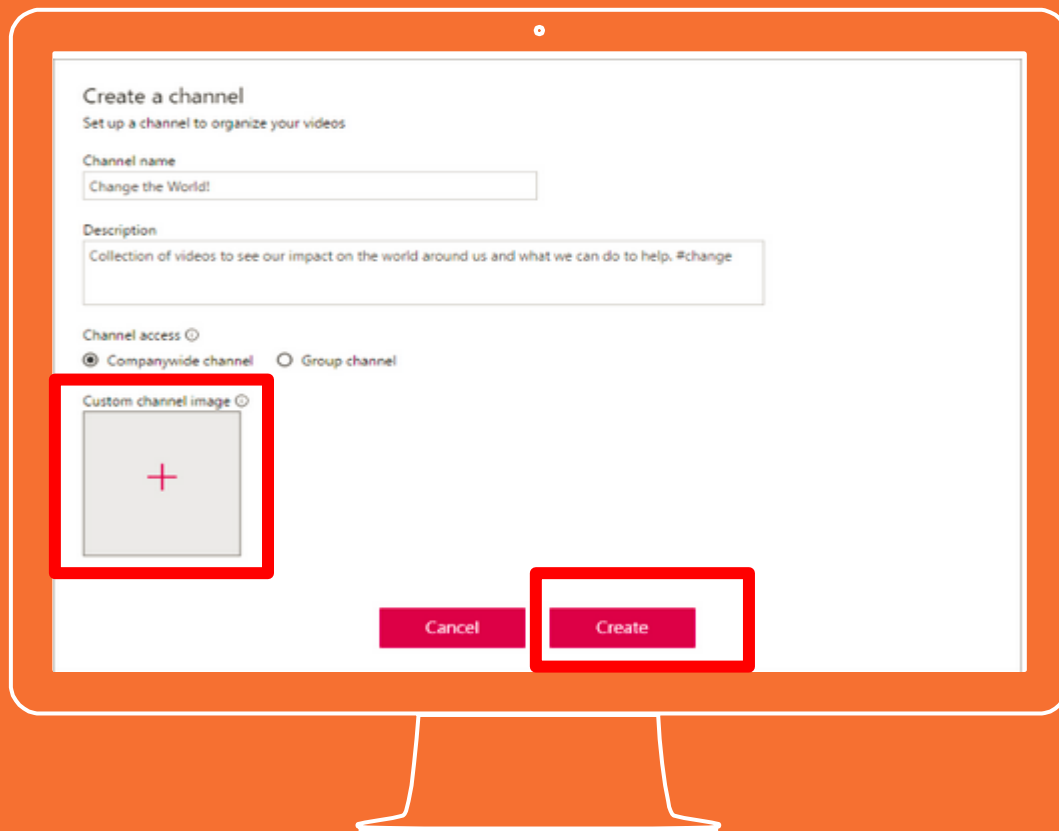 Create a channel
Set up a channel to organize your videos
Channel name
Change the World!
Description
Collection of videos to see our impact on the world around us and what we can do to help. #change
Channel access
Companywide channel Group channel
Custom channel image
Cancel Create